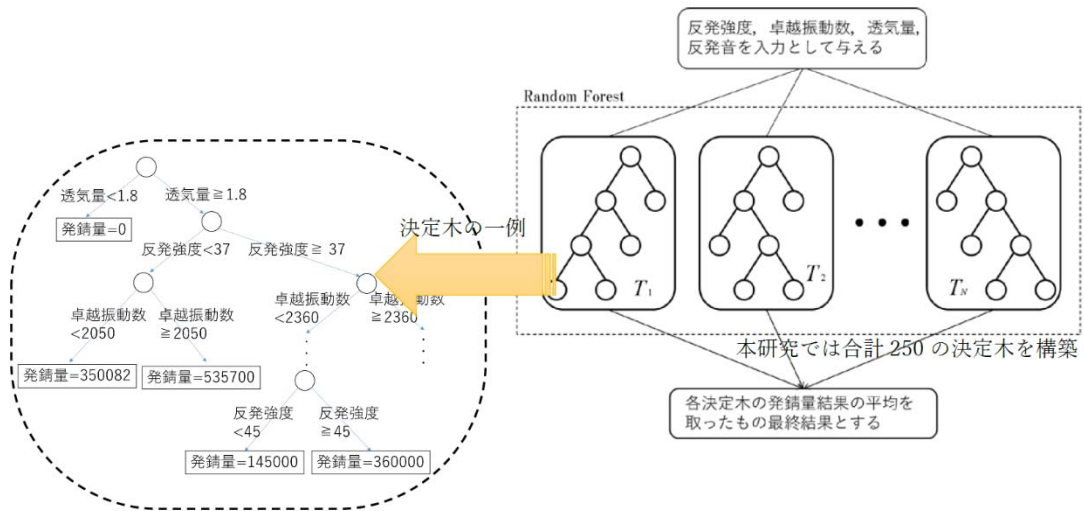 反発強度，卓越振動数，透気量，
反発音を入力として与える
Random Forest
透気量<1.8
透気量≧1.8
発錆量=0
決定木の一例
反発強度<37
反発強度≧ 37
T1
T2
TN
卓越振動数
<2050
卓越振動数
≧2050
卓越振動数
<2360
卓越振動数
≧2360
本研究では合計 250 の決定木を構築
発錆量=350082
発錆量=535700
反発強度
<45
反発強度
≧45
各決定木の発錆量結果の平均を
取ったもの最終結果とする
発錆量=145000
発錆量=360000